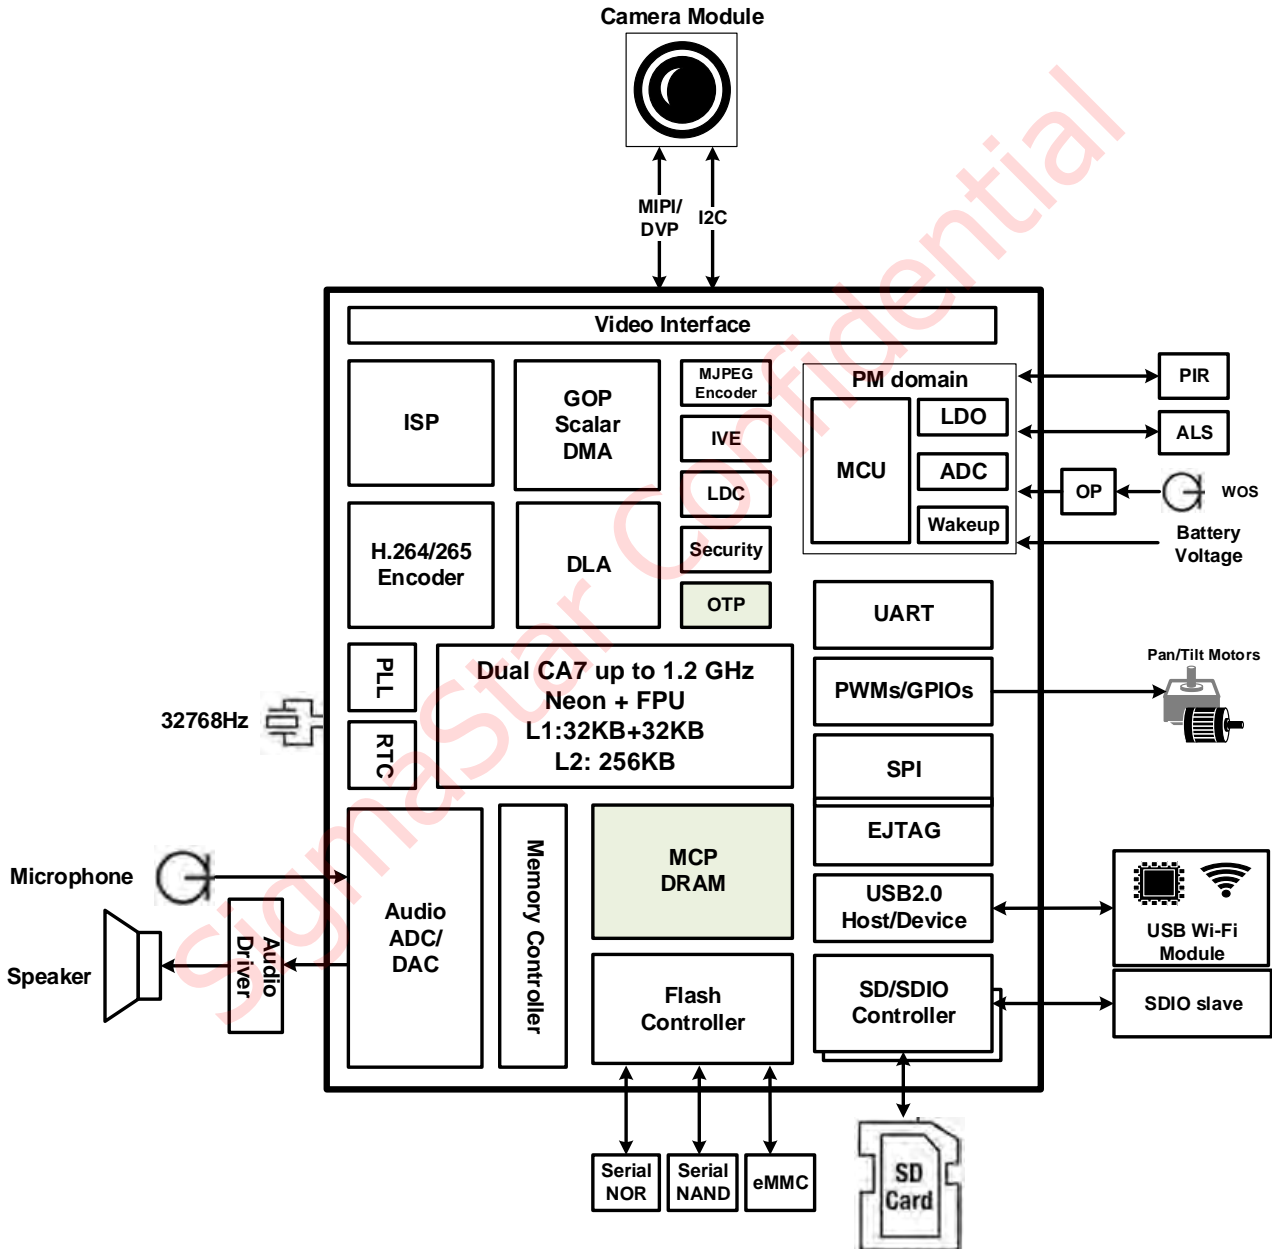 Camera Module
MIPI/
DVP
I2C
Video Interface
ISP
GOP
Scalar
DMA
MJPEG
Encoder
IVE
LDC
Security
OTP
H.264/265
Encoder
DLA
PM domain
MCU
LDO
ADC
Wakeup
PIR
ALS
OP
WOS
Battery
Voltage
UART
PWMs/GPIOs
Pan/Tilt Motors
SPI
EJTAG
USB2.0
Host/Device
USB Wi-Fi
Module
SD/SDIO
Controller
SDIO slave
32768Hz
PLL
RTC
Dual CA7 up to 1.2 GHz
Neon + FPU
L1:32KB+32KB
L2: 256KB
Microphone
Speaker
Audio
Driver
Audio
ADC/
DAC
Memory Controller
MCP
DRAM
Flash
Controller
Serial
NOR
Serial
NAND
eMMC
SD
Card
SigmaStar Confidential